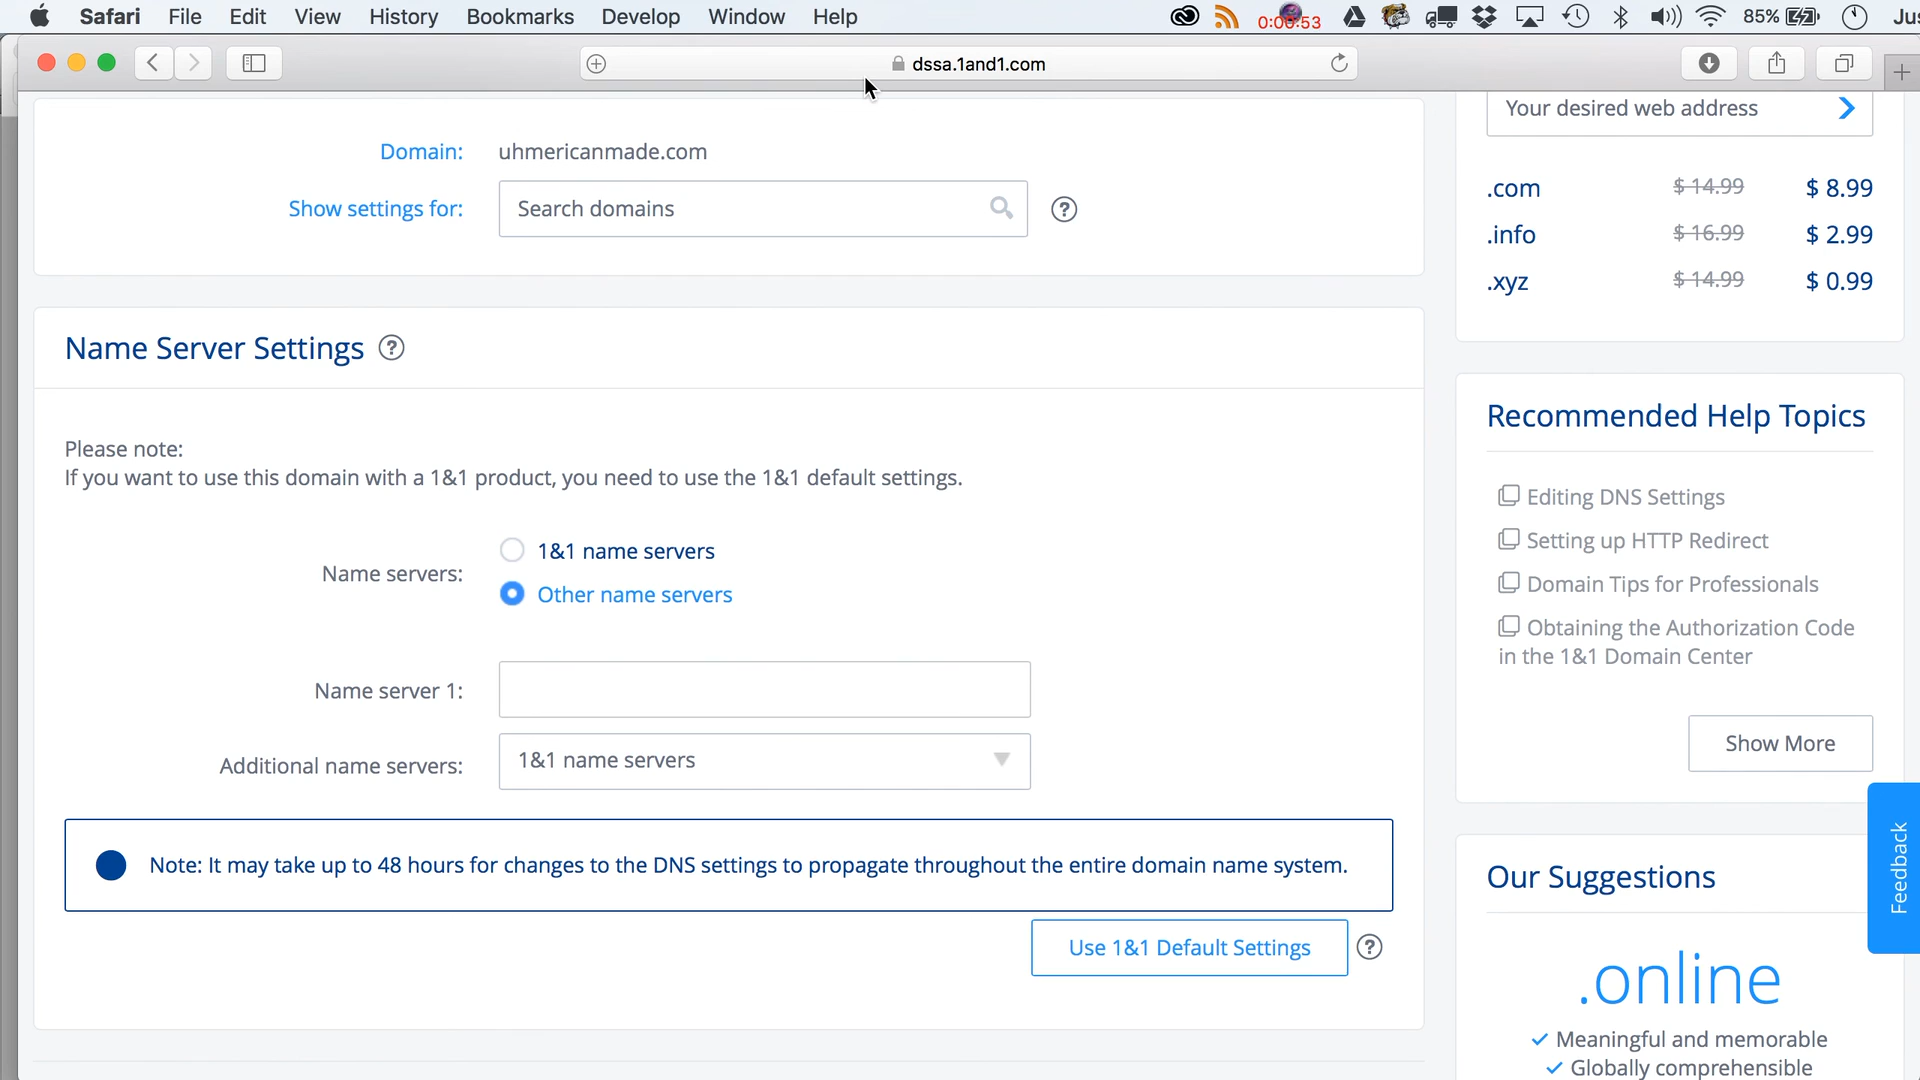 Safari File Edit View History Bookmarks Develop Window Help 0:00:53 85%
dssa.1and1.com
Domain: uhmericanmade.com
Show settings for: Search domains ?
Name Server Settings ?
Please note:
If you want to use this domain with a 1&1 product, you need to use the 1&1 default settings.
Name servers:
1&1 name servers
Other name servers
Name server 1:
Additional name servers: 1&1 name servers
Note: It may take up to 48 hours for changes to the DNS settings to propagate throughout the entire domain name system.
Use 1&1 Default Settings ?
Your desired web address
.com $ 14.99 $ 8.99
.info $ 16.99 $ 2.99
.xyz $ 14.99 $ 0.99
Recommended Help Topics
Editing DNS Settings
Setting up HTTP Redirect
Domain Tips for Professionals
Obtaining the Authorization Code
in the 1&1 Domain Center
Show More
Feedback
Our Suggestions
.online
Meaningful and memorable
Globally comprehensible